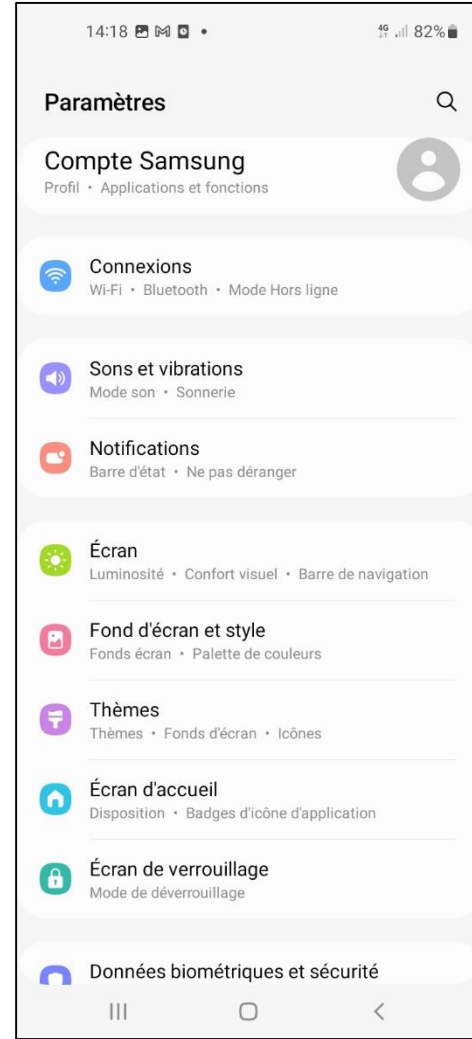 14:18 4G 82%
Paramètres
Compte Samsung
Profil • Applications et fonctions
Connexions
Wi-Fi • Bluetooth • Mode Hors ligne
Sons et vibrations
Mode son • Sonnerie
Notifications
Barre d'état • Ne pas déranger
Écran
Luminosité • Confort visuel • Barre de navigation
Fond d'écran et style
Fonds écran • Palette de couleurs
Thèmes
Thèmes • Fonds d'écran • Icônes
Écran d'accueil
Disposition • Badges d'icône d'application
Écran de verrouillage
Mode de déverrouillage
Données biométriques et sécurité